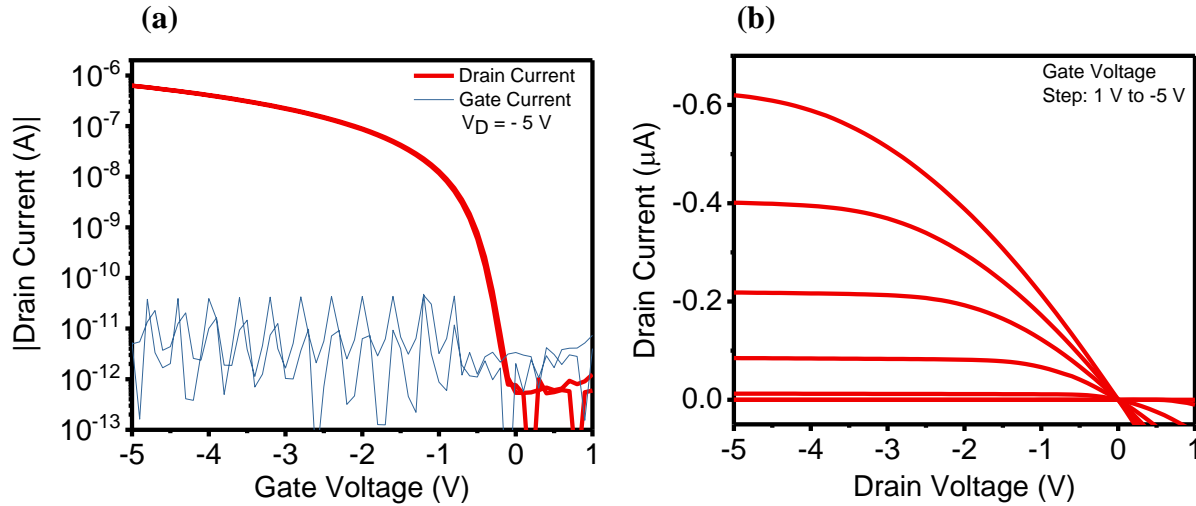 (a)
Drain Current
Gate Current
V_D = - 5 V
|Drain Current (A)|
10^-6
10^-7
10^-8
10^-9
10^-10
10^-11
10^-12
10^-13
-5 -4 -3 -2 -1 0 1
Gate Voltage (V)
(b)
Gate Voltage
Step: 1 V to -5 V
Drain Current (μA)
-0.6
-0.4
-0.2
0.0
-5 -4 -3 -2 -1 0 1
Drain Voltage (V)